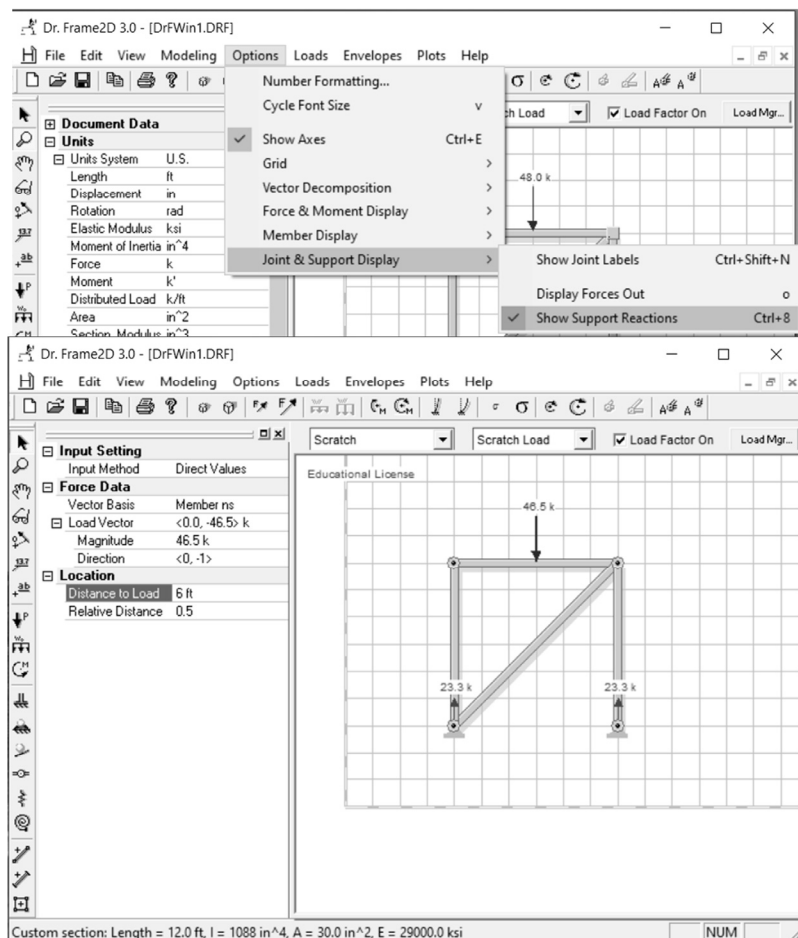 Dr. Frame2D 3.0 - [DrFWin1.DRF]
File Edit View Modeling Options Loads Envelopes Plots Help
Number Formatting...
Cycle Font Size v
Show Axes Ctrl+E
Grid
Vector Decomposition
Force & Moment Display
Member Display
Joint & Support Display
Show Joint Labels Ctrl+Shift+N
Display Forces Out o
Show Support Reactions Ctrl+8
ch Load Load Factor On Load Mgr...
48.0 k
Document Data
Units
Units System U.S.
Length ft
Displacement in
Rotation rad
Elastic Modulus ksi
Moment of Inertia in^4
Force k
Moment k'
Distributed Load k/ft
Area in^2
Section Modulus in^3
Dr. Frame2D 3.0 - [DrFWin1.DRF]
File Edit View Modeling Options Loads Envelopes Plots Help
Scratch Scratch Load Load Factor On Load Mgr...
Input Setting
Input Method Direct Values
Force Data
Vector Basis Member ns
Load Vector <0.0, -46.5> k
Magnitude 46.5 k
Direction <0, -1>
Location
Distance to Load 6 ft
Relative Distance 0.5
Educational License
46.5 k
23.3 k 23.3 k
Custom section: Length = 12.0 ft, I = 1088 in^4, A = 30.0 in^2, E = 29000.0 ksi NUM